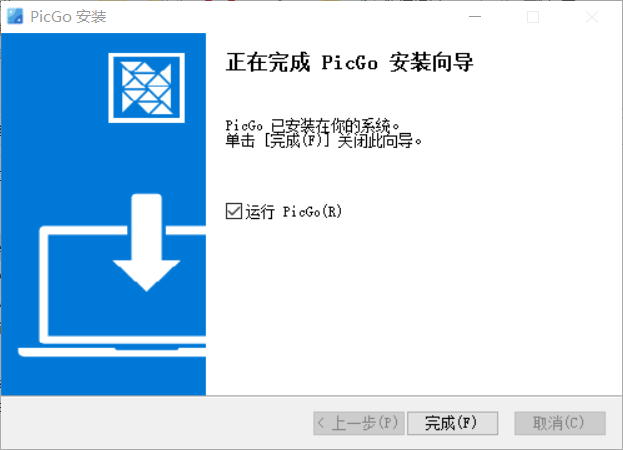 PicGo 安装
正在完成 PicGo 安装向导
PicGo 已安装在你的系统。
单击 [完成(F)] 关闭此向导。
运行 PicGo(R)
< 上一步(P)
完成(F)
取消(C)